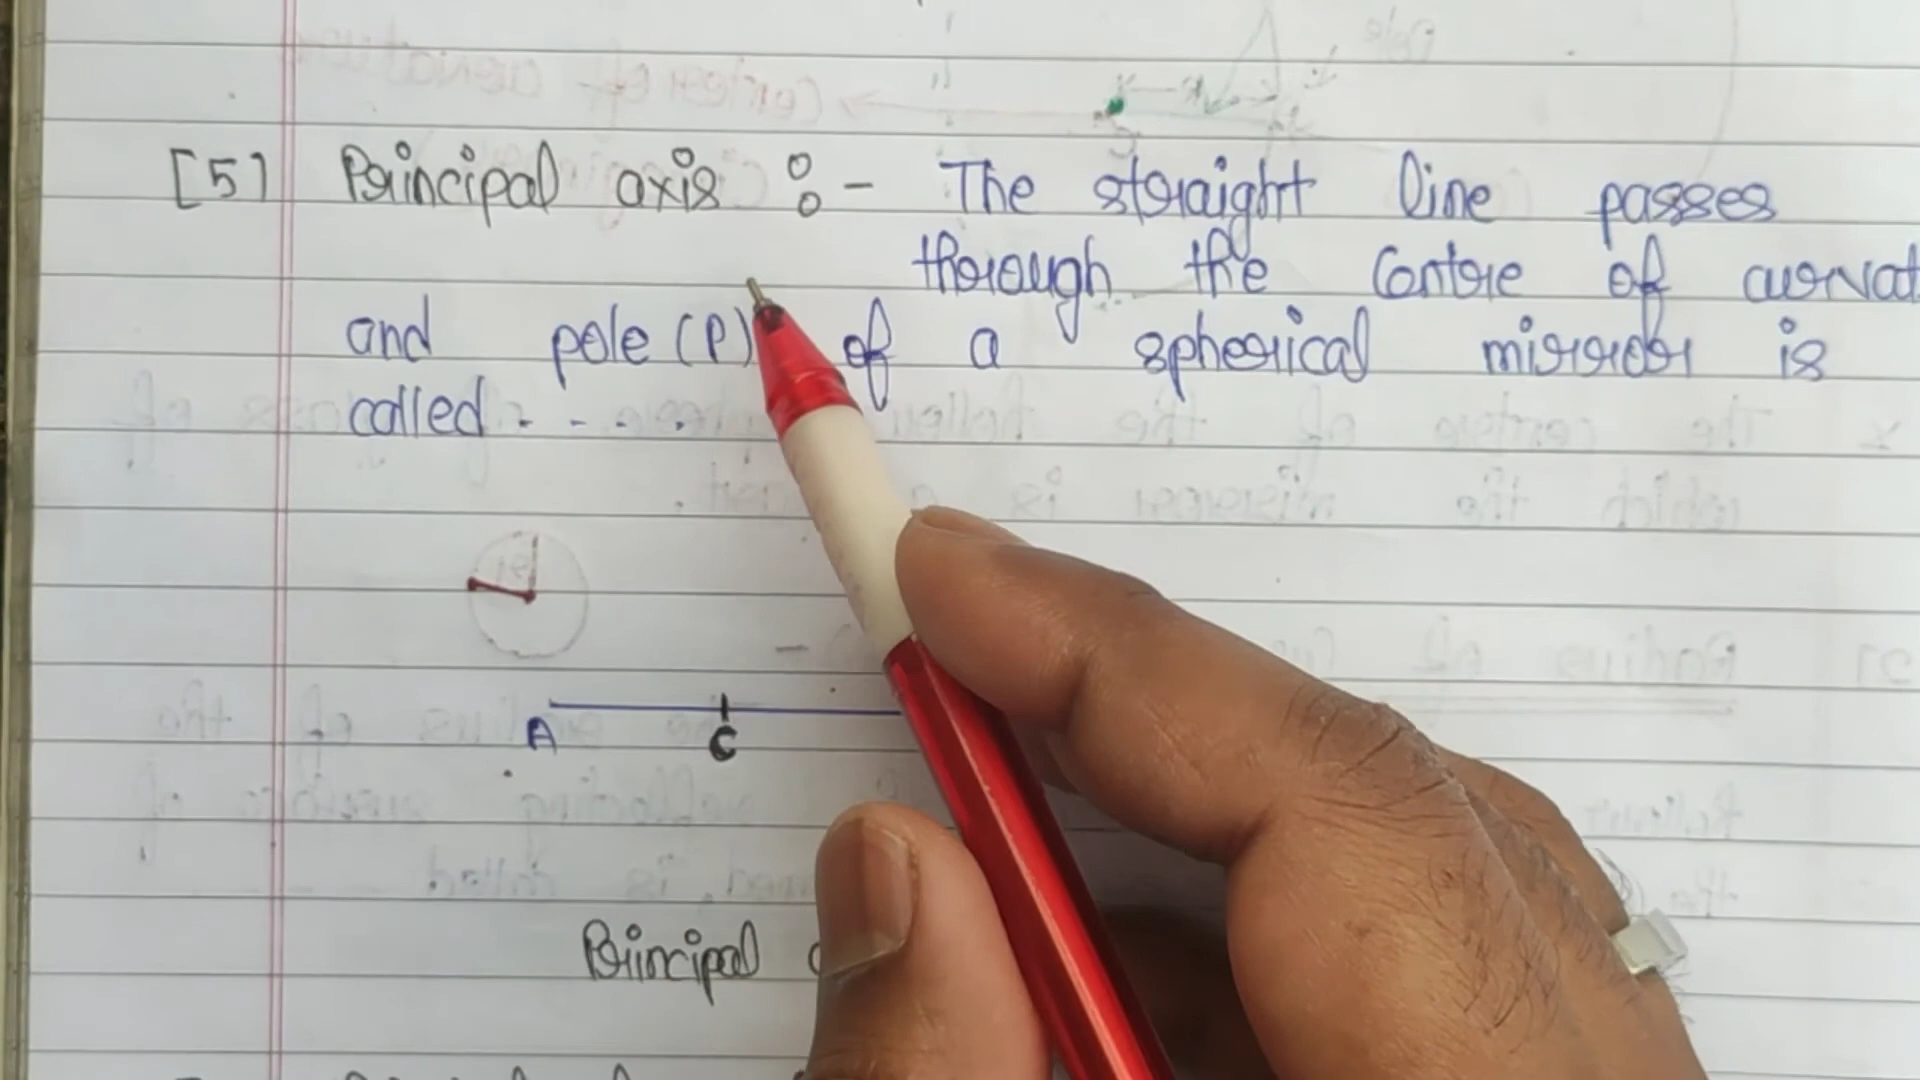 [5] Principal axis :- The straight line passes
through the Centre of curvat
and pole (P) of a spherical mirror is
called - - - .
A C
Principal